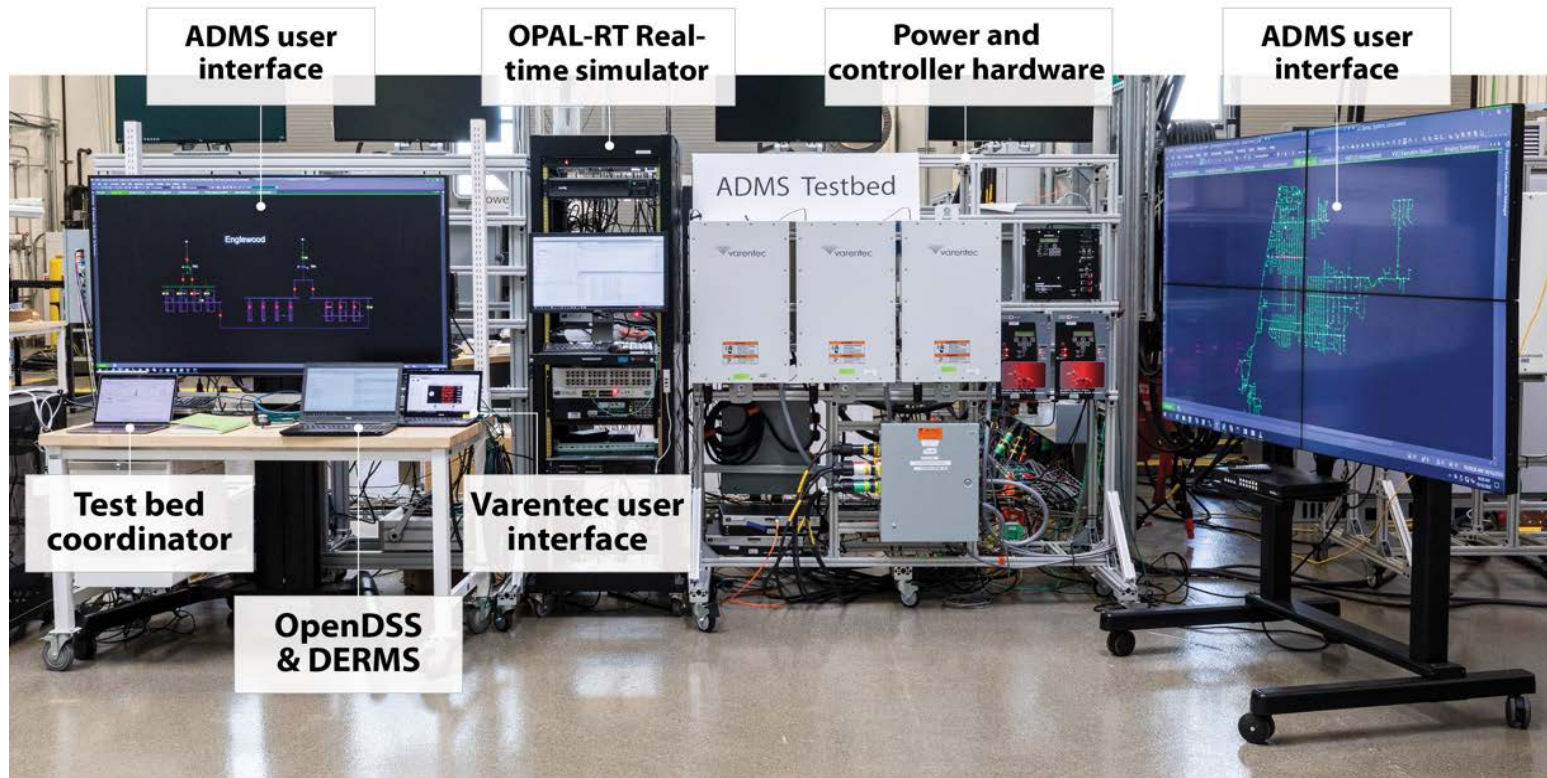 ADMS user
interface
OPAL-RT Real-
time simulator
Power and
controller hardware
ADMS user
interface
ADMS Testbed
Englewood
varentec
varentec
varentec
Test bed
coordinator
Varentec user
interface
OpenDSS
& DERMS